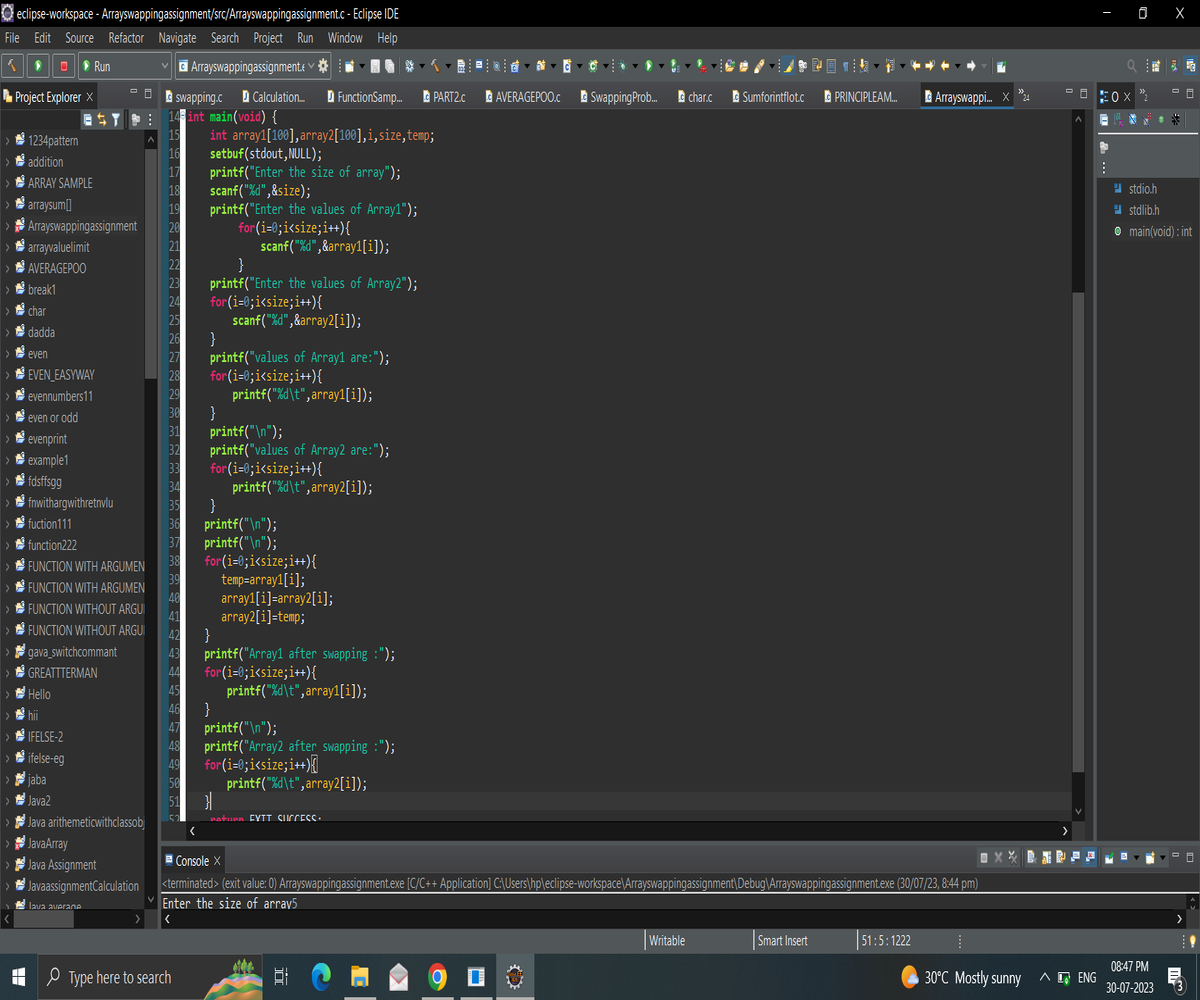 eclipse-workspace - Arrayswappingassignment/src/Arrayswappingassignment.c - Eclipse IDE
File Edit Source Refactor Navigate Search Project Run Window Help
Run Arrayswappingassignment.e
Project Explorer
swapping.c Calculation... FunctionSamp... PART2.c AVERAGEPOO.c SwappingProb... char.c Sumforintflot.c PRINCIPLEAM... Arrayswappi... 24
O 2
1234pattern
addition
ARRAY SAMPLE
arraysum[]
Arrayswappingassignment
arrayvaluelimit
AVERAGEPOO
break1
char
dadda
even
EVEN_EASYWAY
evennumbers11
even or odd
evenprint
example1
fdsffsgg
fnwithargwithretnvlu
fuction111
function222
FUNCTION WITH ARGUMEN
FUNCTION WITH ARGUMEN
FUNCTION WITHOUT ARGU
FUNCTION WITHOUT ARGU
gava_switchcommant
GREATTTERMAN
Hello
hii
IFELSE-2
ifelse-eg
jaba
Java2
Java arithemeticwithclassobj
JavaArray
Java Assignment
JavaassignmentCalculation
Java average
14 int main(void) {
15 int array1[100],array2[100],i,size,temp;
16 setbuf(stdout,NULL);
17 printf("Enter the size of array");
18 scanf("%d",&size);
19 printf("Enter the values of Array1");
20 for(i=0;i<size;i++){
21 scanf("%d",&array1[i]);
22 }
23 printf("Enter the values of Array2");
24 for(i=0;i<size;i++){
25 scanf("%d",&array2[i]);
26 }
27 printf("values of Array1 are:");
28 for(i=0;i<size;i++){
29 printf("%d\t",array1[i]);
30 }
31 printf("\n");
32 printf("values of Array2 are:");
33 for(i=0;i<size;i++){
34 printf("%d\t",array2[i]);
35 }
36 printf("\n");
37 printf("\n");
38 for(i=0;i<size;i++){
39 temp=array1[i];
40 array1[i]=array2[i];
41 array2[i]=temp;
42 }
43 printf("Array1 after swapping :");
44 for(i=0;i<size;i++){
45 printf("%d\t",array1[i]);
46 }
47 printf("\n");
48 printf("Array2 after swapping :");
49 for(i=0;i<size;i++){
50 printf("%d\t",array2[i]);
51 }
52 return EXIT_SUCCESS;
stdio.h
stdlib.h
main(void) : int
Console
<terminated> (exit value: 0) Arrayswappingassignment.exe [C/C++ Application] C:\Users\hp\eclipse-workspace\Arrayswappingassignment\Debug\Arrayswappingassignment.exe (30/07/23, 8:44 pm)
Enter the size of array5
Writable Smart Insert 51 : 5 : 1222
Type here to search
30°C Mostly sunny ENG
08:47 PM
30-07-2023
3